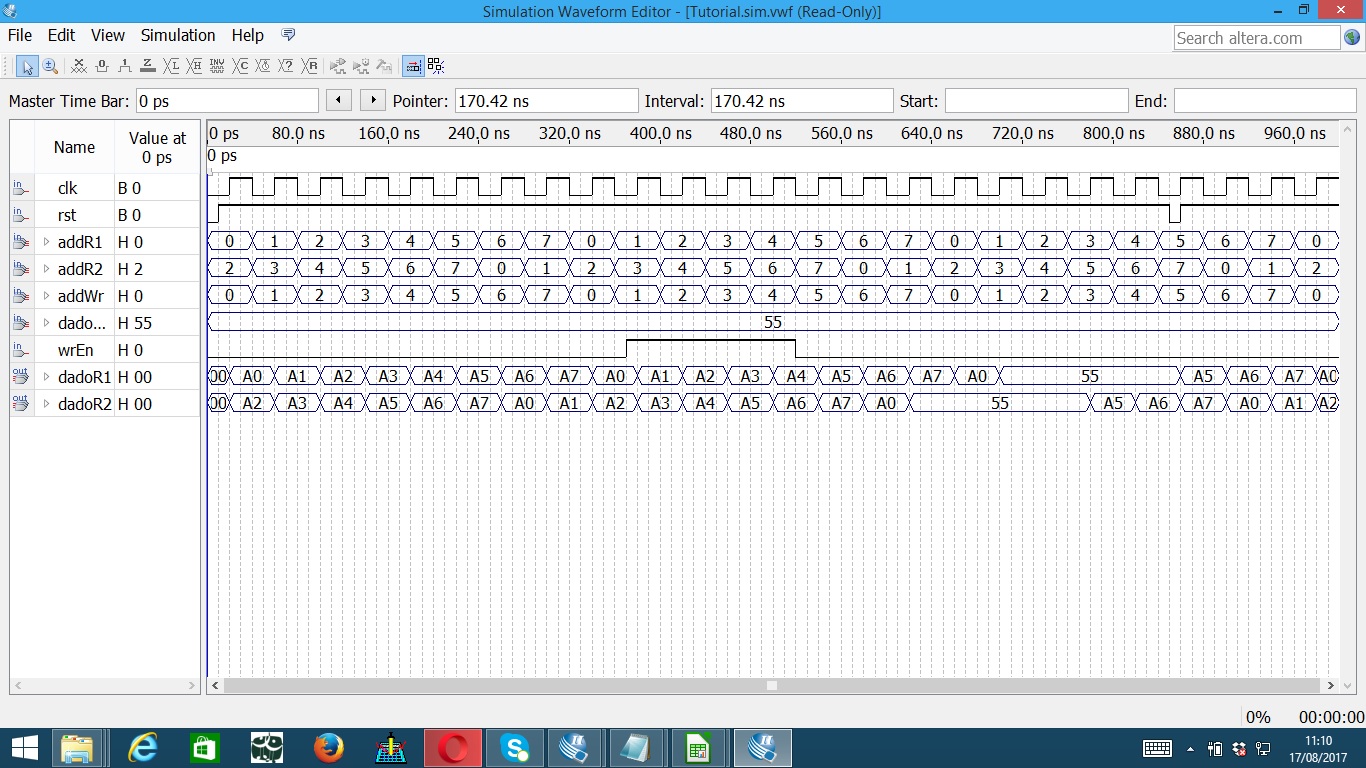 Simulation Waveform Editor - [Tutorial.sim.vwf (Read-Only)]
File Edit View Simulation Help
Search altera.com
Master Time Bar: 0 ps Pointer: 170.42 ns Interval: 170.42 ns Start: End:
Name Value at 0 ps
0 ps 80.0 ns 160.0 ns 240.0 ns 320.0 ns 400.0 ns 480.0 ns 560.0 ns 640.0 ns 720.0 ns 800.0 ns 880.0 ns 960.0 ns
0 ps
in clk B 0
in rst B 0
in addR1 H 0 0 1 2 3 4 5 6 7 0 1 2 3 4 5 6 7 0 1 2 3 4 5 6 7 0
in addR2 H 2 2 3 4 5 6 7 0 1 2 3 4 5 6 7 0 1 2 3 4 5 6 7 0 1 2
in addWr H 0 0 1 2 3 4 5 6 7 0 1 2 3 4 5 6 7 0 1 2 3 4 5 6 7 0
in dado... H 55 55
in wrEn H 0
out dadoR1 H 00 00 A0 A1 A2 A3 A4 A5 A6 A7 A0 A1 A2 A3 A4 A5 A6 A7 A0 55 A5 A6 A7 A0
out dadoR2 H 00 00 A2 A3 A4 A5 A6 A7 A0 A1 A2 A3 A4 A5 A6 A7 A0 55 A5 A6 A7 A0 A1 A2
0% 00:00:00
11:10
17/08/2017